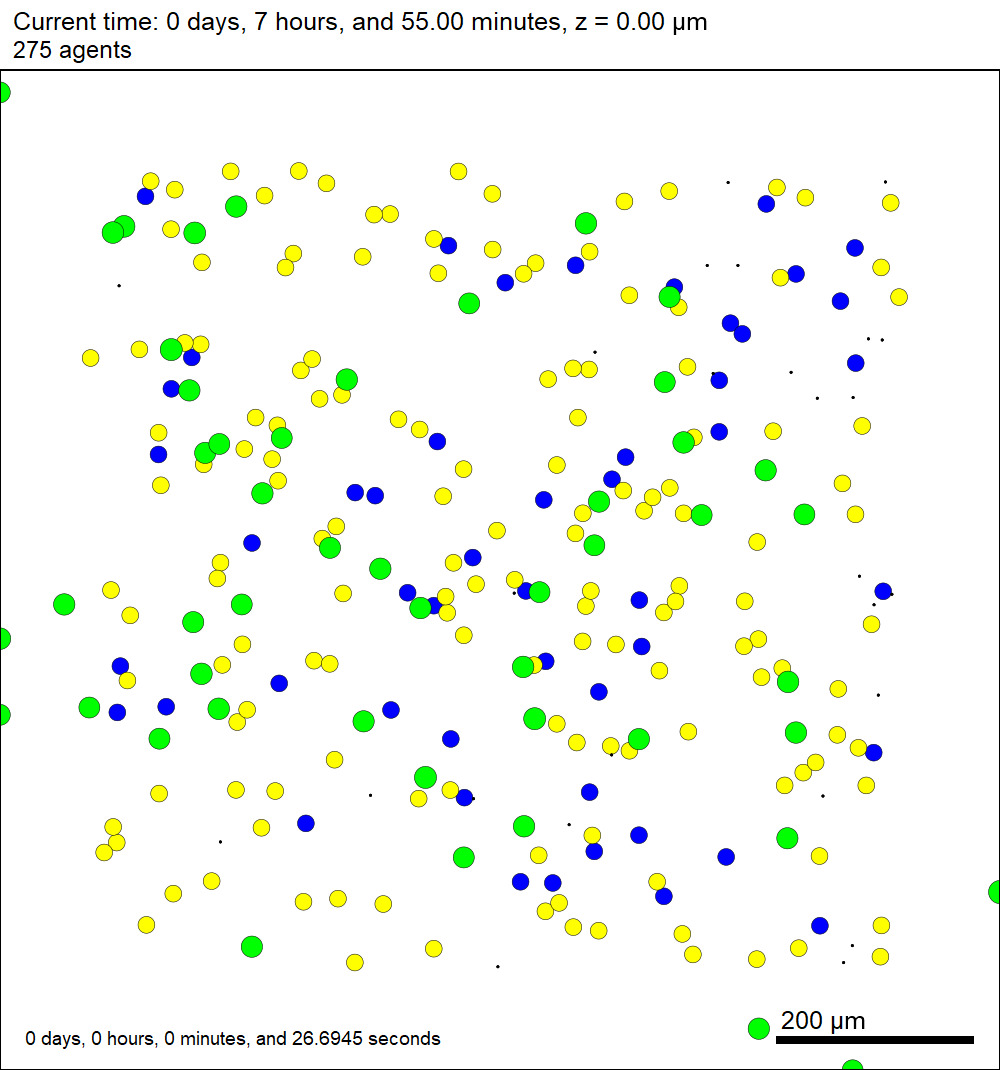 Current time: 0 days, 7 hours, and 55.00 minutes, z = 0.00 μm
275 agents
200 μm
0 days, 0 hours, 0 minutes, and 26.6945 seconds